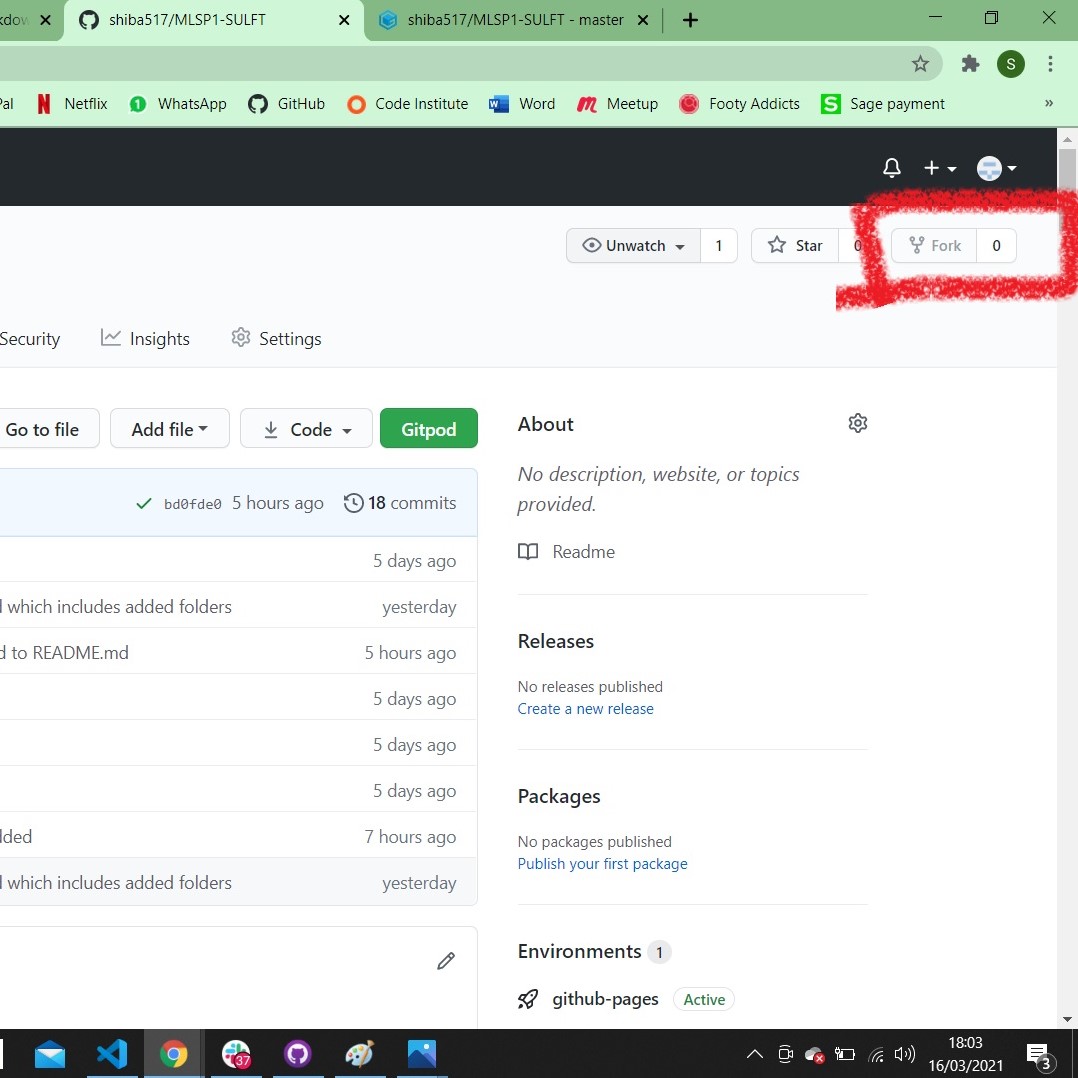 kdow
shiba517/MLSP1-SULFT
shiba517/MLSP1-SULFT - master
S
Pal
Netflix
1 WhatsApp
GitHub
Code Institute
Word
Meetup
Footy Addicts
S Sage payment
»
Unwatch 1
Star 0
Fork 0
Security
Insights
Settings
Go to file
Add file
Code
Gitpod
About
No description, website, or topics
provided.
Readme
bd0fde0 5 hours ago 18 commits
5 days ago
d which includes added folders yesterday
d to README.md 5 hours ago
5 days ago
5 days ago
5 days ago
dded 7 hours ago
d which includes added folders yesterday
Releases
No releases published
Create a new release
Packages
No packages published
Publish your first package
Environments 1
github-pages Active
37
18:03
16/03/2021
3